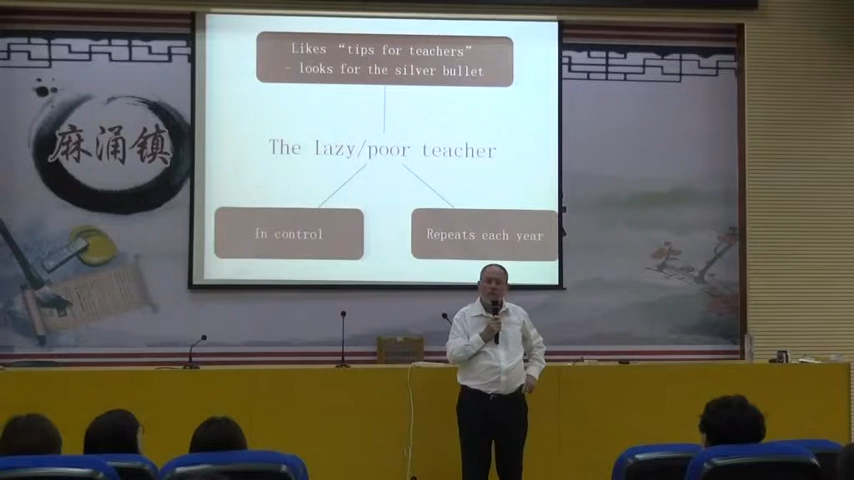 Likes “tips for teachers”
– looks for the silver bullet
麻涌镇
The lazy/poor teacher
In control
Repeats each year